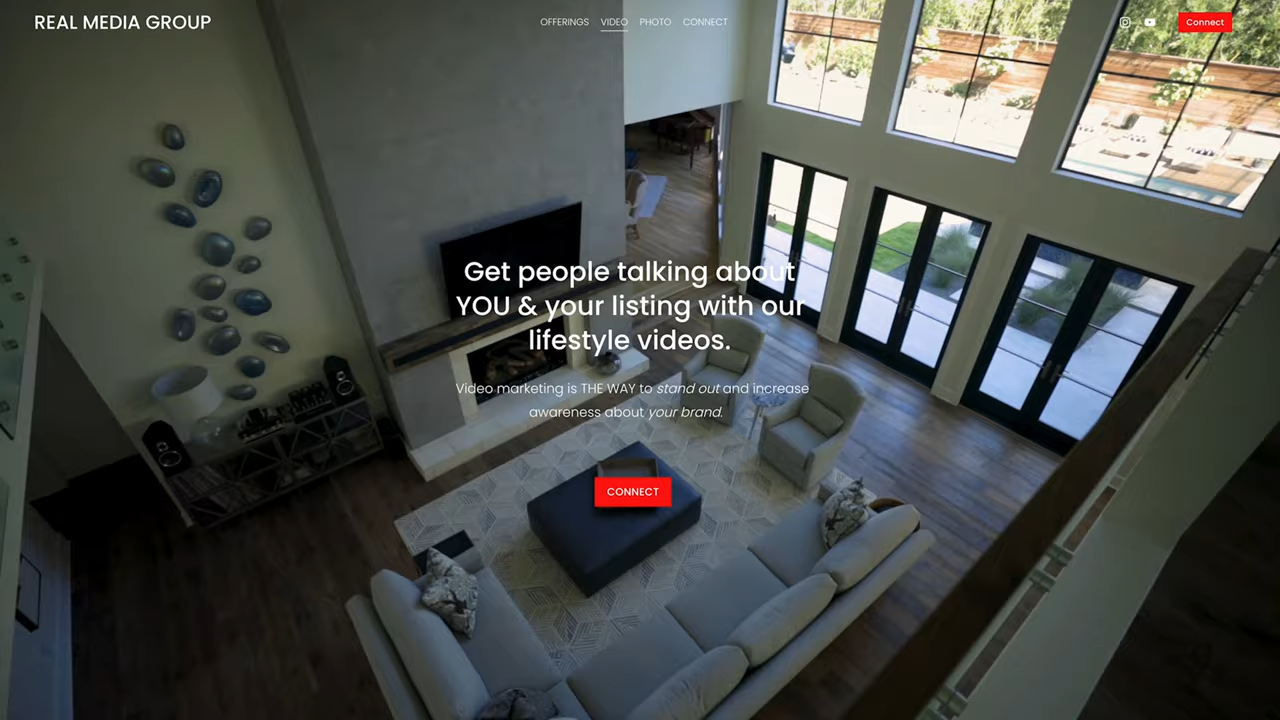 REAL MEDIA GROUP
OFFERINGS VIDEO PHOTO CONNECT
Connect
Get people talking about
YOU & your listing with our
lifestyle videos.
Video marketing is THE WAY to stand out and increase
awareness about your brand.
CONNECT